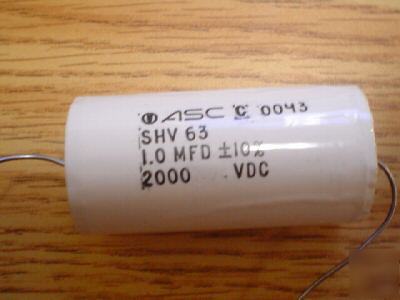 ASC C 0043
SHV 63
1.0 MFD ±10%
2000 VDC